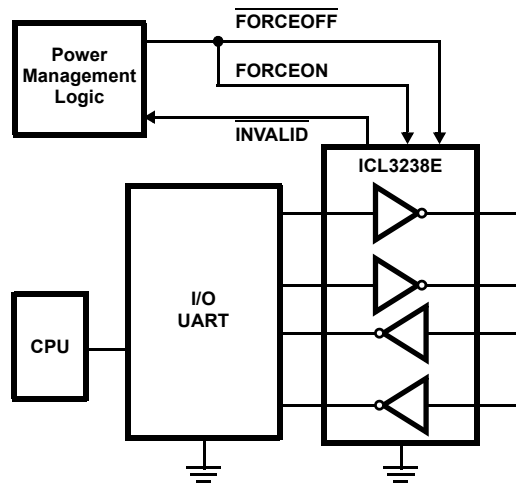 FORCEOFF
Power
Management
Logic
FORCEON
INVALID
ICL3238E
I/O
UART
CPU